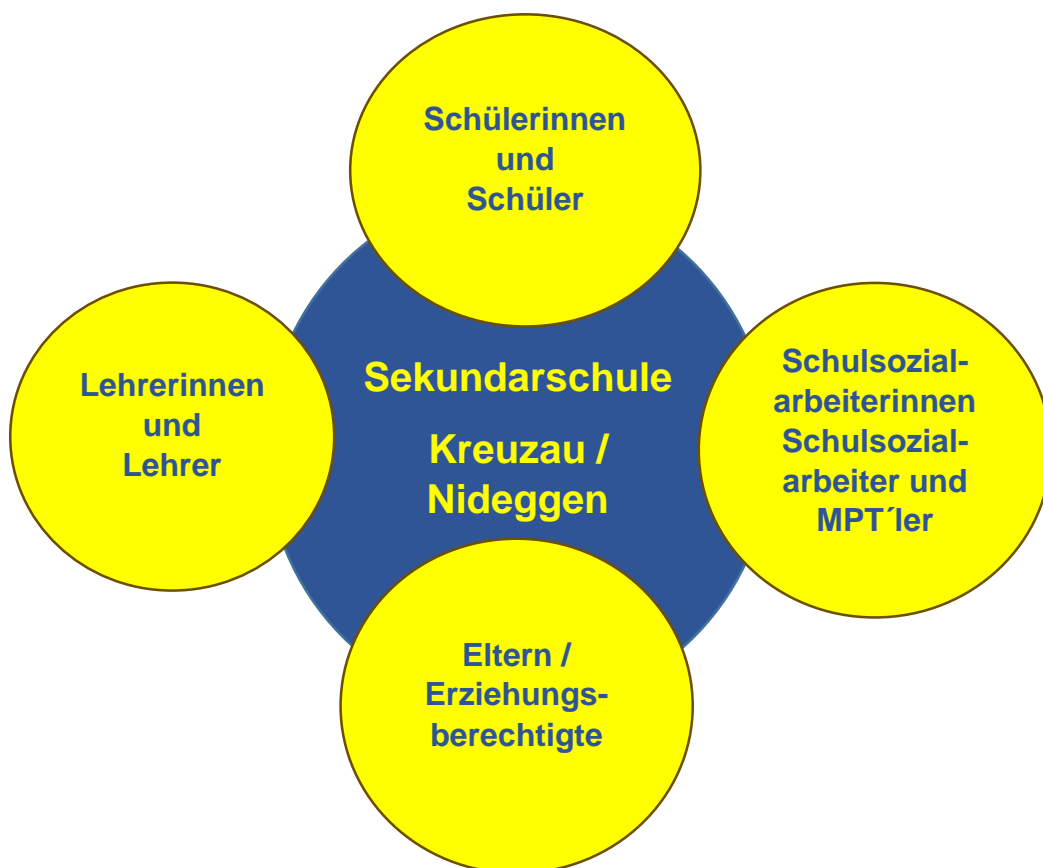 Schülerinnen
und
Schüler
Lehrerinnen
und
Lehrer
Sekundarschule
Kreuzau /
Nideggen
Schulsozial-
arbeiterinnen
Schulsozial-
arbeiter und
MPT´ler
Eltern /
Erziehungs-
berechtigte